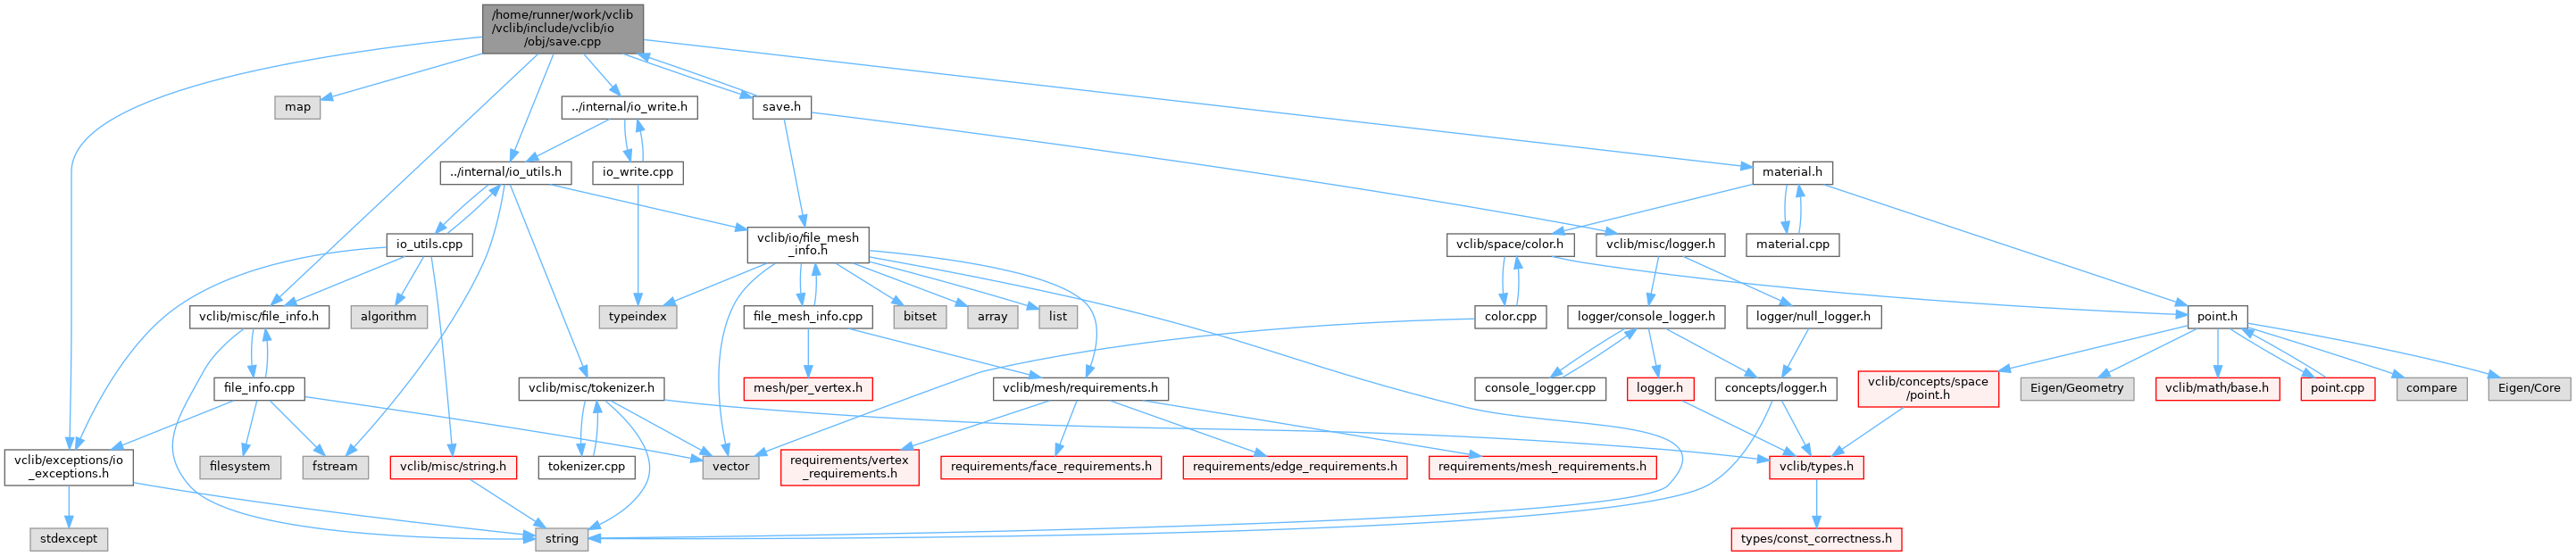 /home/runner/work/vclib
/vclib/include/vclib/io
/obj/save.cpp
map
../internal/io_write.h
save.h
../internal/io_utils.h
io_write.cpp
material.h
io_utils.cpp
vclib/io/file_mesh
_info.h
vclib/space/color.h
vclib/misc/logger.h
material.cpp
vclib/misc/file_info.h
algorithm
typeindex
file_mesh_info.cpp
bitset
array
list
color.cpp
logger/console_logger.h
logger/null_logger.h
point.h
file_info.cpp
vclib/misc/tokenizer.h
mesh/per_vertex.h
vclib/mesh/requirements.h
console_logger.cpp
logger.h
concepts/logger.h
vclib/concepts/space
/point.h
Eigen/Geometry
vclib/math/base.h
point.cpp
compare
Eigen/Core
vclib/exceptions/io
_exceptions.h
filesystem
fstream
vclib/misc/string.h
tokenizer.cpp
vector
requirements/vertex
_requirements.h
requirements/face_requirements.h
requirements/edge_requirements.h
requirements/mesh_requirements.h
vclib/types.h
stdexcept
string
types/const_correctness.h